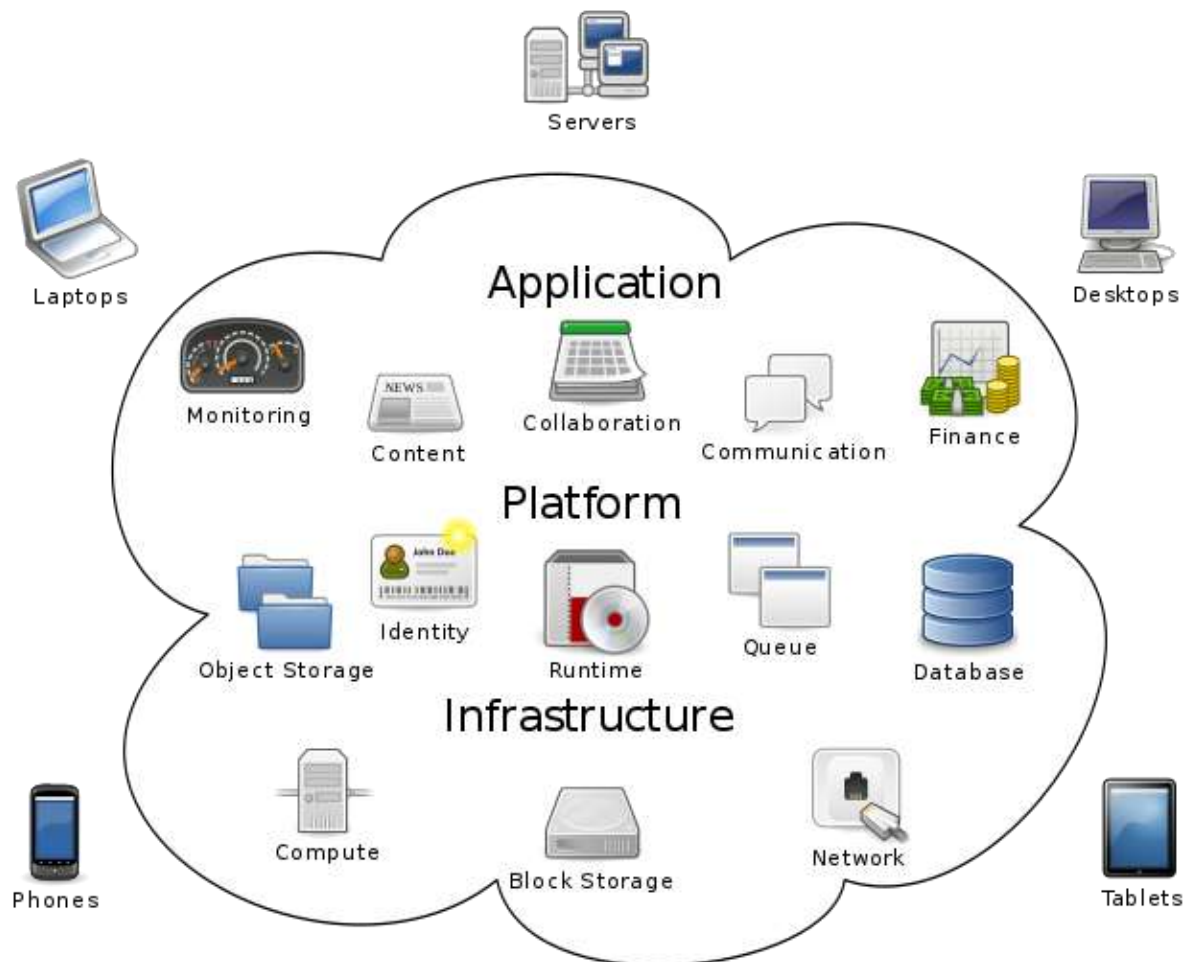 Servers
Laptops
Desktops
Application
Monitoring
NEWS
Content
Collaboration
Communication
Finance
Platform
John Doe
Object Storage
Identity
Runtime
Queue
Database
Infrastructure
Compute
Block Storage
Network
Phones
Tablets